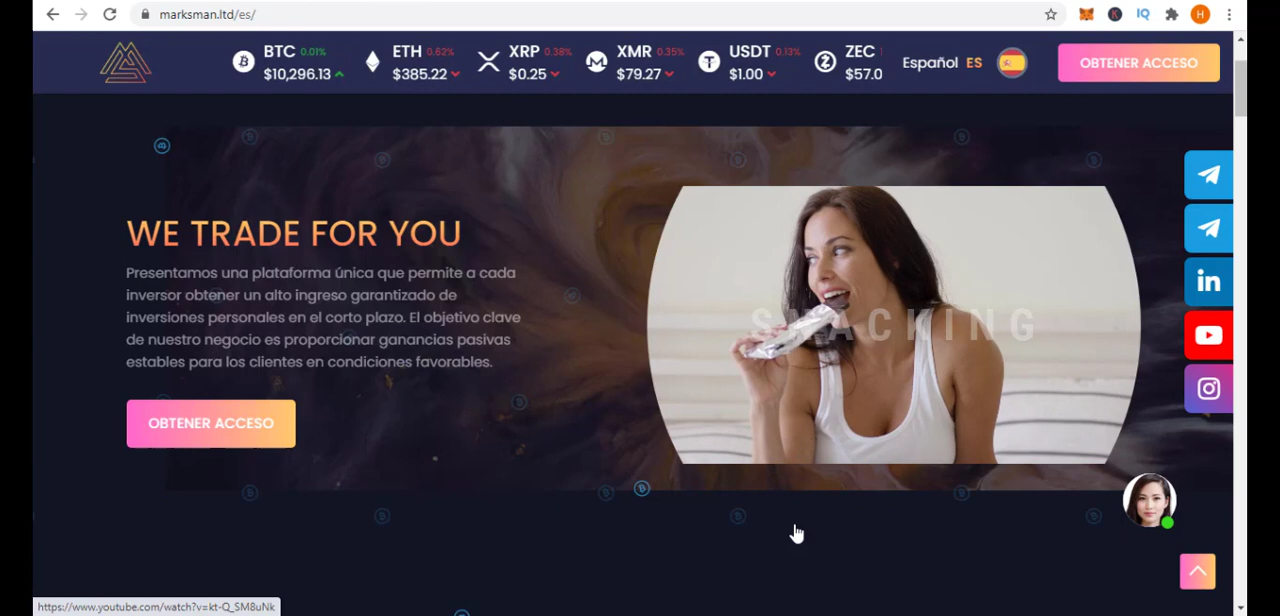 marksman.ltd/es/
IQ
H
BTC 0.01%
$10,296.13
ETH 0.62%
$385.22
XRP 0.38%
$0.25
XMR 0.35%
$79.27
USDT 0.13%
$1.00
ZEC
$57.0
Español ES
OBTENER ACCESO
WE TRADE FOR YOU
Presentamos una plataforma única que permite a cada
inversor obtener un alto ingreso garantizado de
inversiones personales en el corto plazo. El objetivo clave
de nuestro negocio es proporcionar ganancias pasivas
estables para los clientes en condiciones favorables.
OBTENER ACCESO
SNACKING
in
https://www.youtube.com/watch?v=kt-Q_SM8uNk